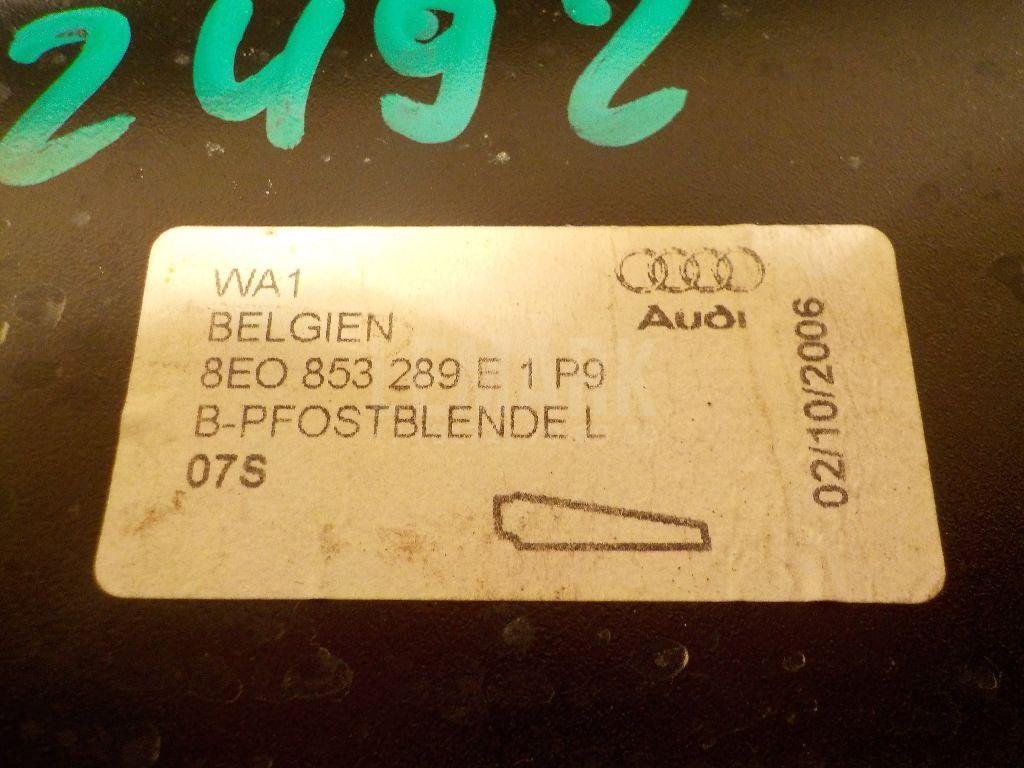 2492
WA1
BELGIEN
8E0 853 289 E 1 P9
B-PFOSTBLENDE L
07S
Audi
02/10/2006